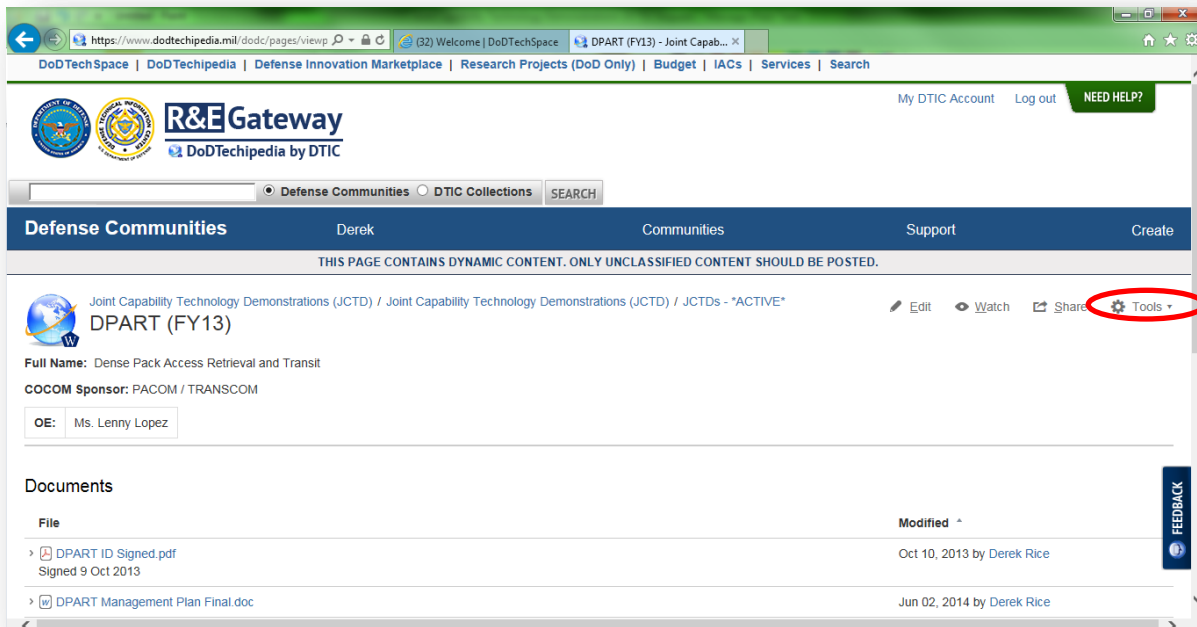 https://www.dodtechipedia.mil/dodc/pages/viewp
(32) Welcome | DoDTechSpace
DPART (FY13) - Joint Capab... ×
DoDTechSpace | DoDTechipedia | Defense Innovation Marketplace | Research Projects (DoD Only) | Budget | IACs | Services | Search
My DTIC Account Log out NEED HELP?
R&E Gateway
DoDTechipedia by DTIC
Defense Communities DTIC Collections SEARCH
Defense Communities Derek Communities Support Create
THIS PAGE CONTAINS DYNAMIC CONTENT. ONLY UNCLASSIFIED CONTENT SHOULD BE POSTED.
Joint Capability Technology Demonstrations (JCTD) / Joint Capability Technology Demonstrations (JCTD) / JCTDs - *ACTIVE*
DPART (FY13)
Edit Watch Share Tools
Full Name: Dense Pack Access Retrieval and Transit
COCOM Sponsor: PACOM / TRANSCOM
OE: Ms. Lenny Lopez
Documents
File Modified
DPART ID Signed.pdf Oct 10, 2013 by Derek Rice
Signed 9 Oct 2013
DPART Management Plan Final.doc Jun 02, 2014 by Derek Rice
FEEDBACK